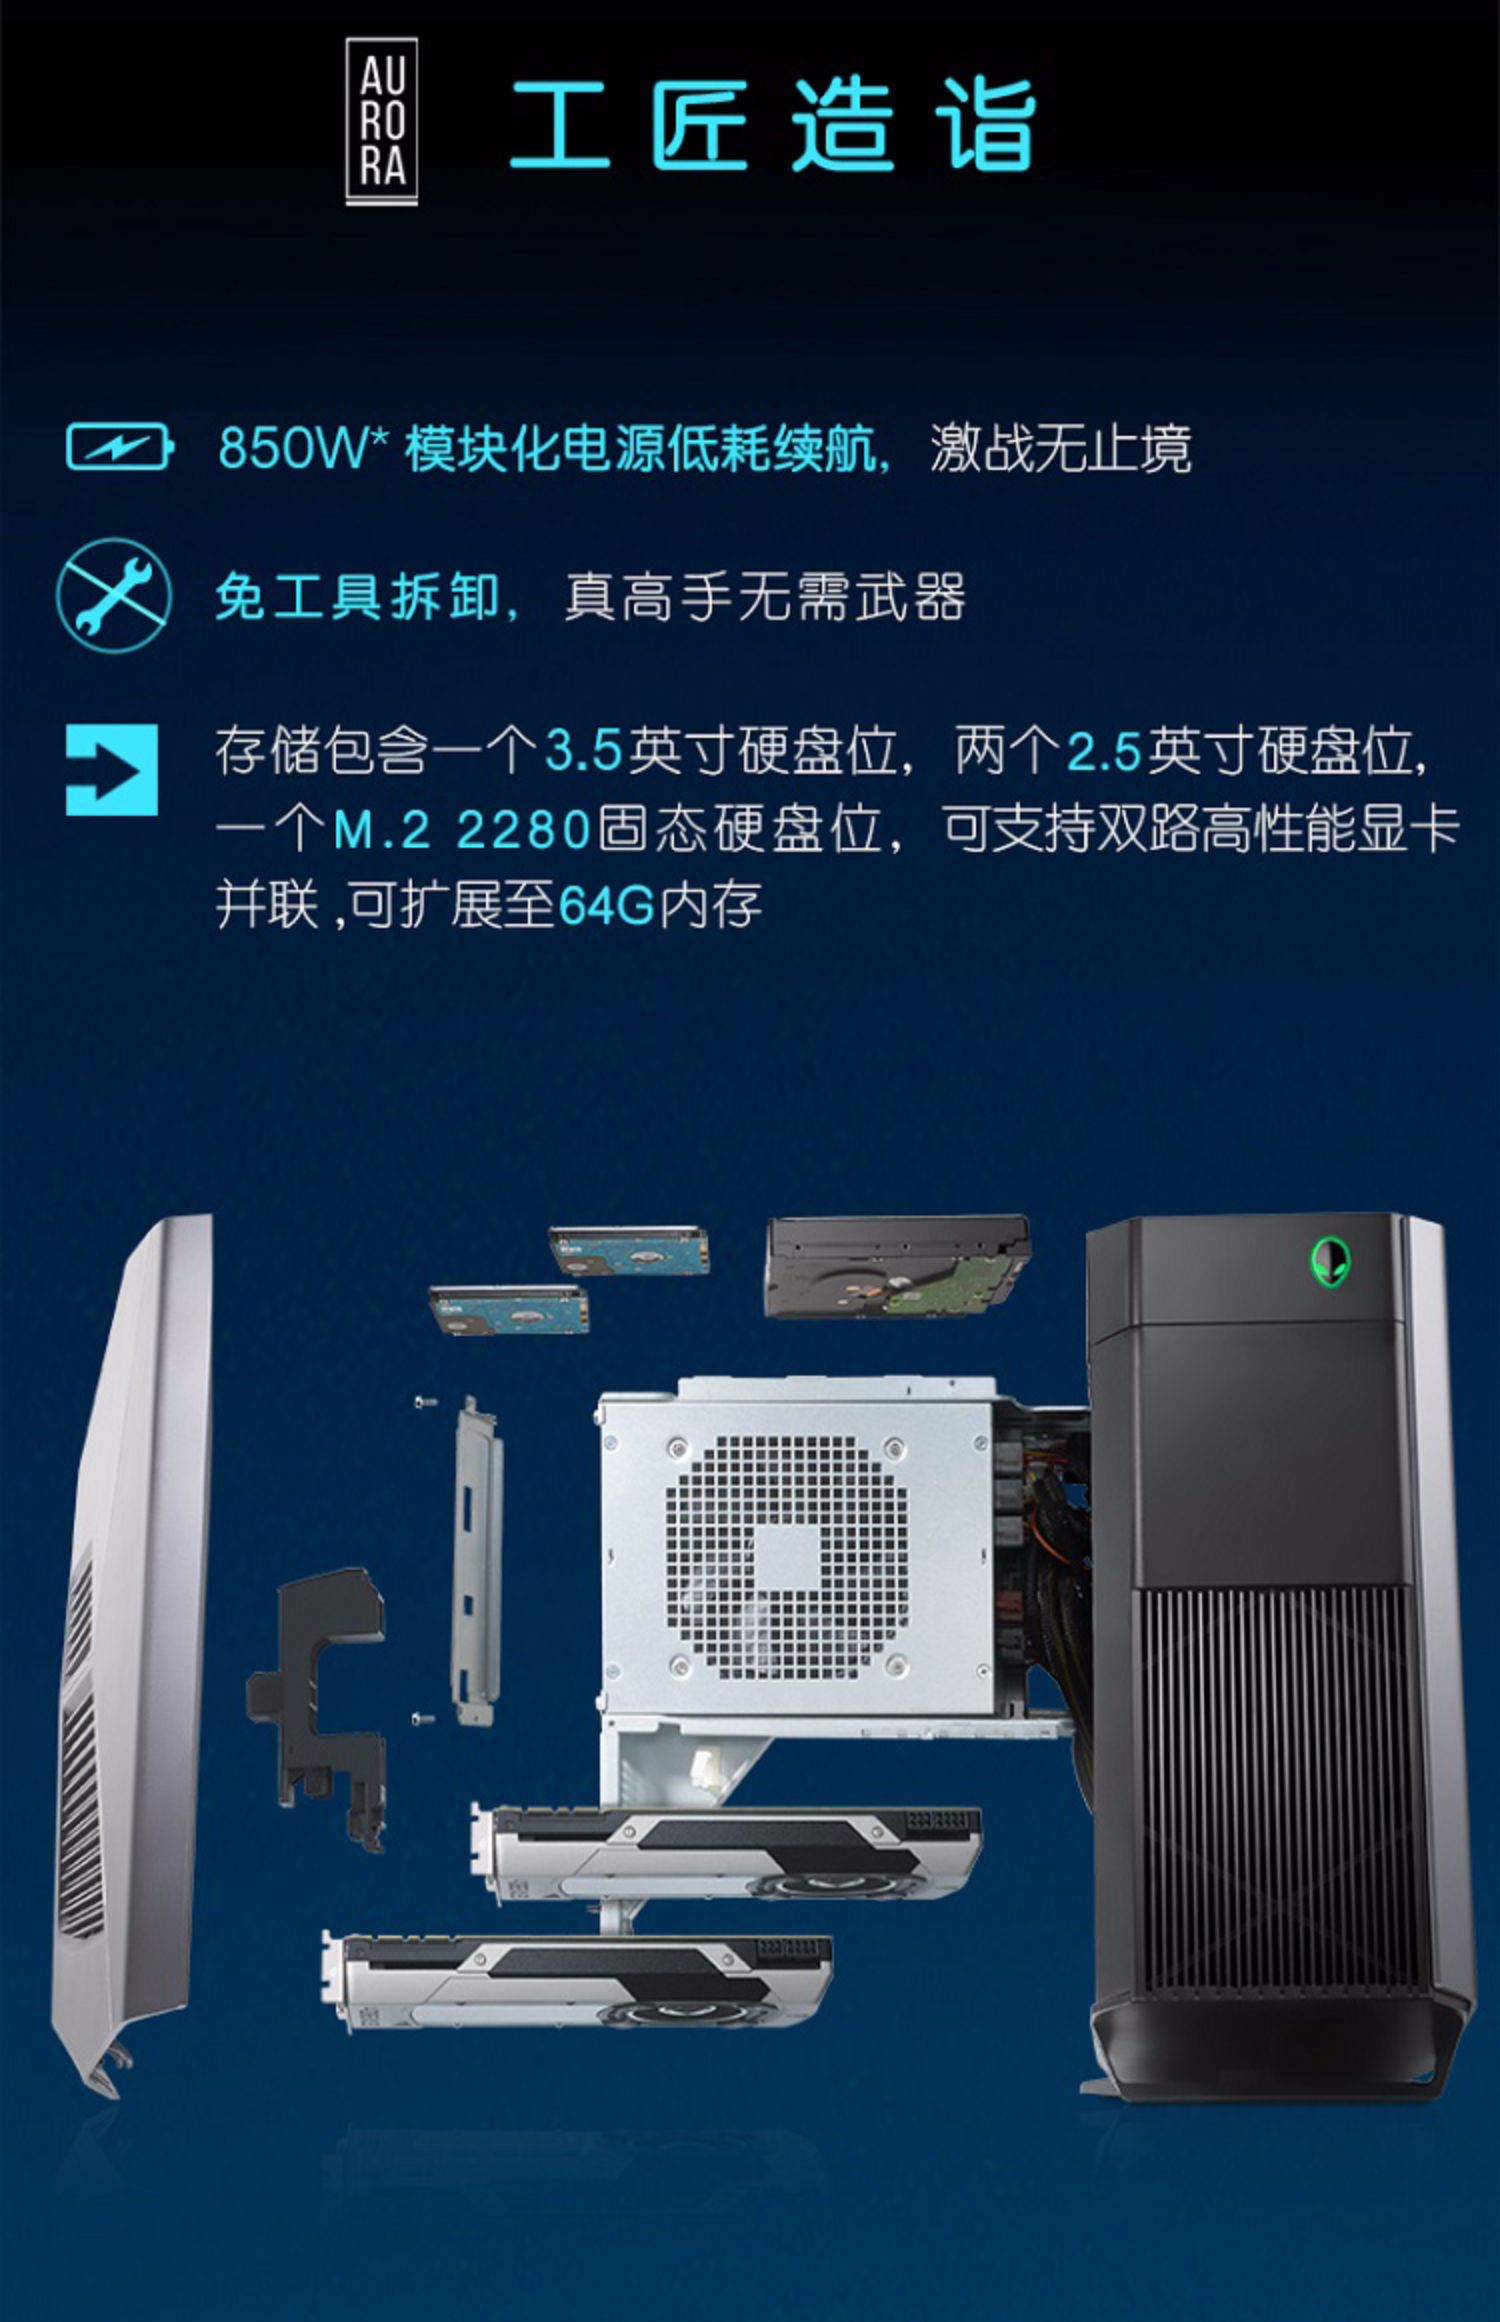 AU
RO
RA
工匠造诣
850W* 模块化电源低耗续航，激战无止境
免工具拆卸，真高手无需武器
存储包含一个3.5英寸硬盘位，两个2.5英寸硬盘位，
一个M.2 2280固态硬盘位，可支持双路高性能显卡
并联 ,可扩展至64G内存